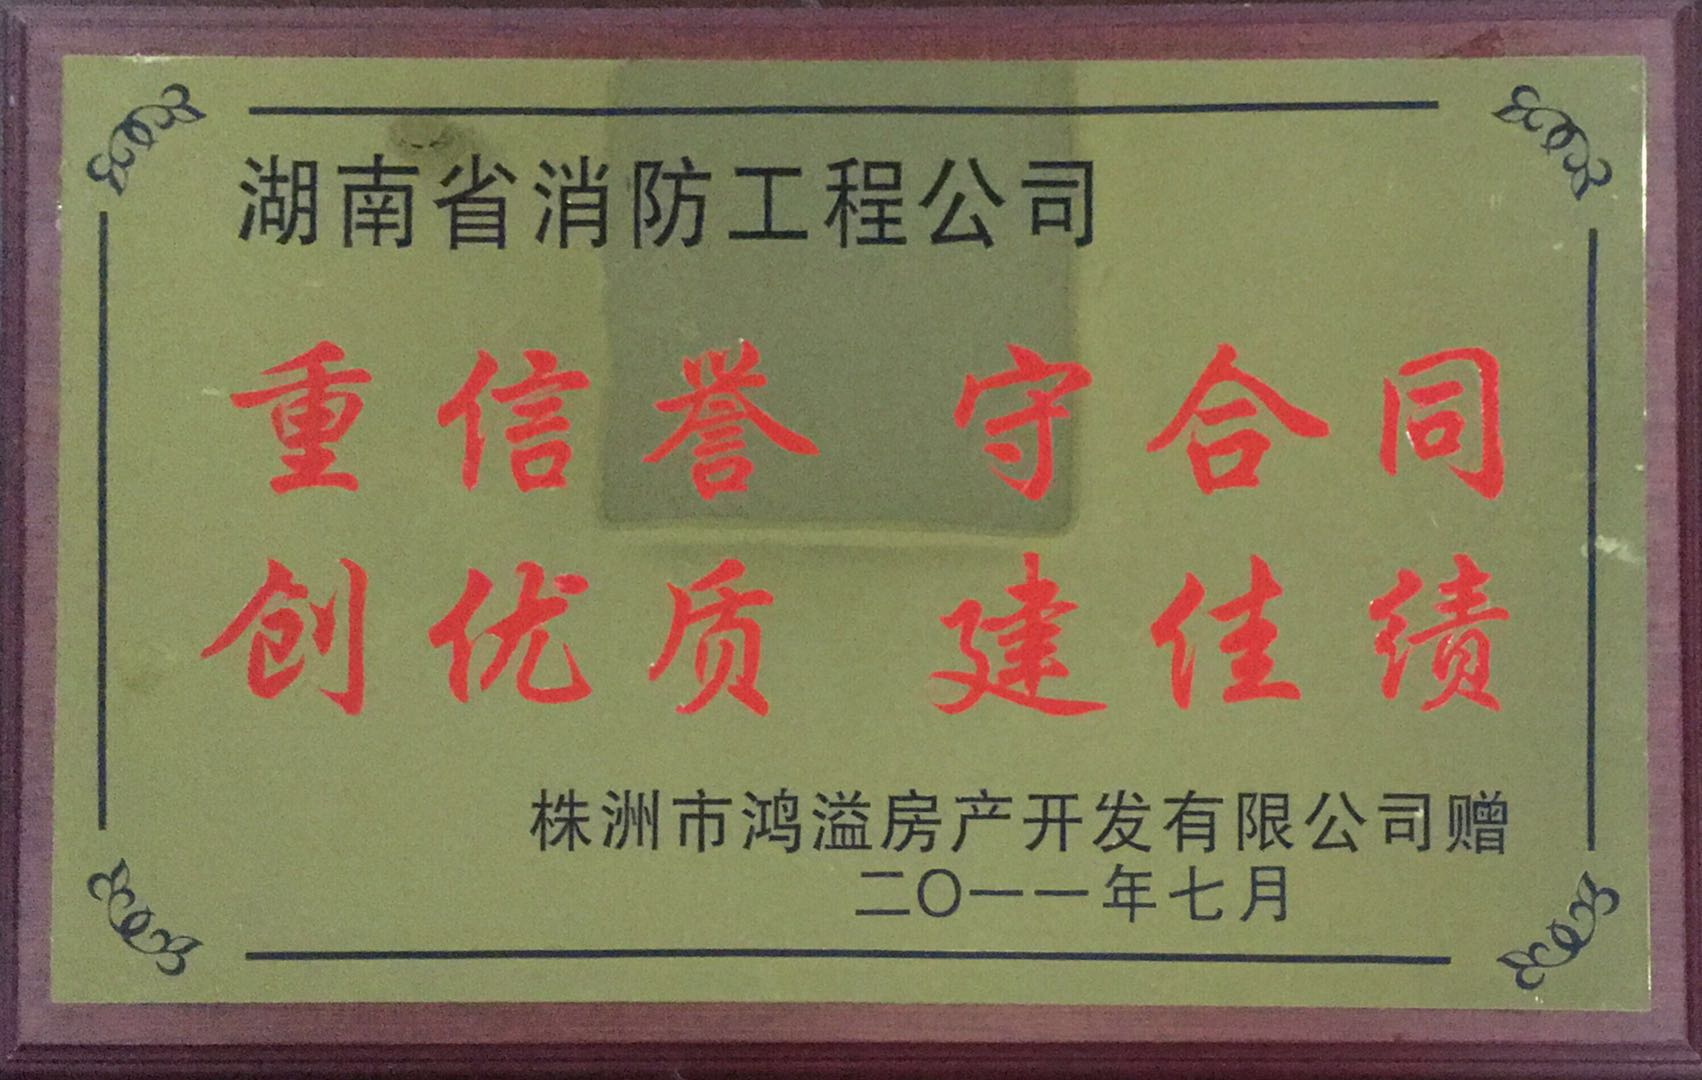 湖南省消防工程公司
重信誉 守合同
创优质 建佳绩
株洲市鸿溢房产开发有限公司赠
二〇一一年七月